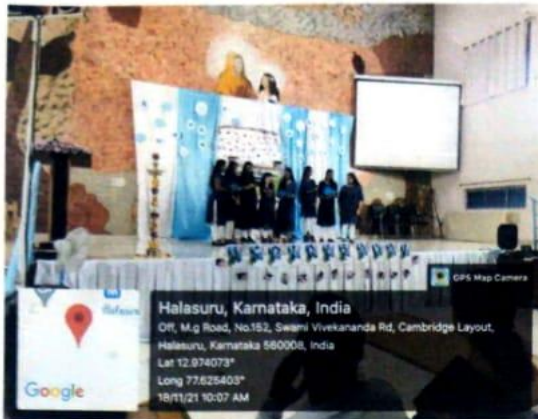 GPS Map Camera
Halasuru, Karnataka, India
Off, M.g Road, No.152, Swami Vivekananda Rd, Cambridge Layout,
Halasuru, Karnataka 560008, India
Lat 12.974073°
Long 77.625403°
18/11/21 10:07 AM
Google